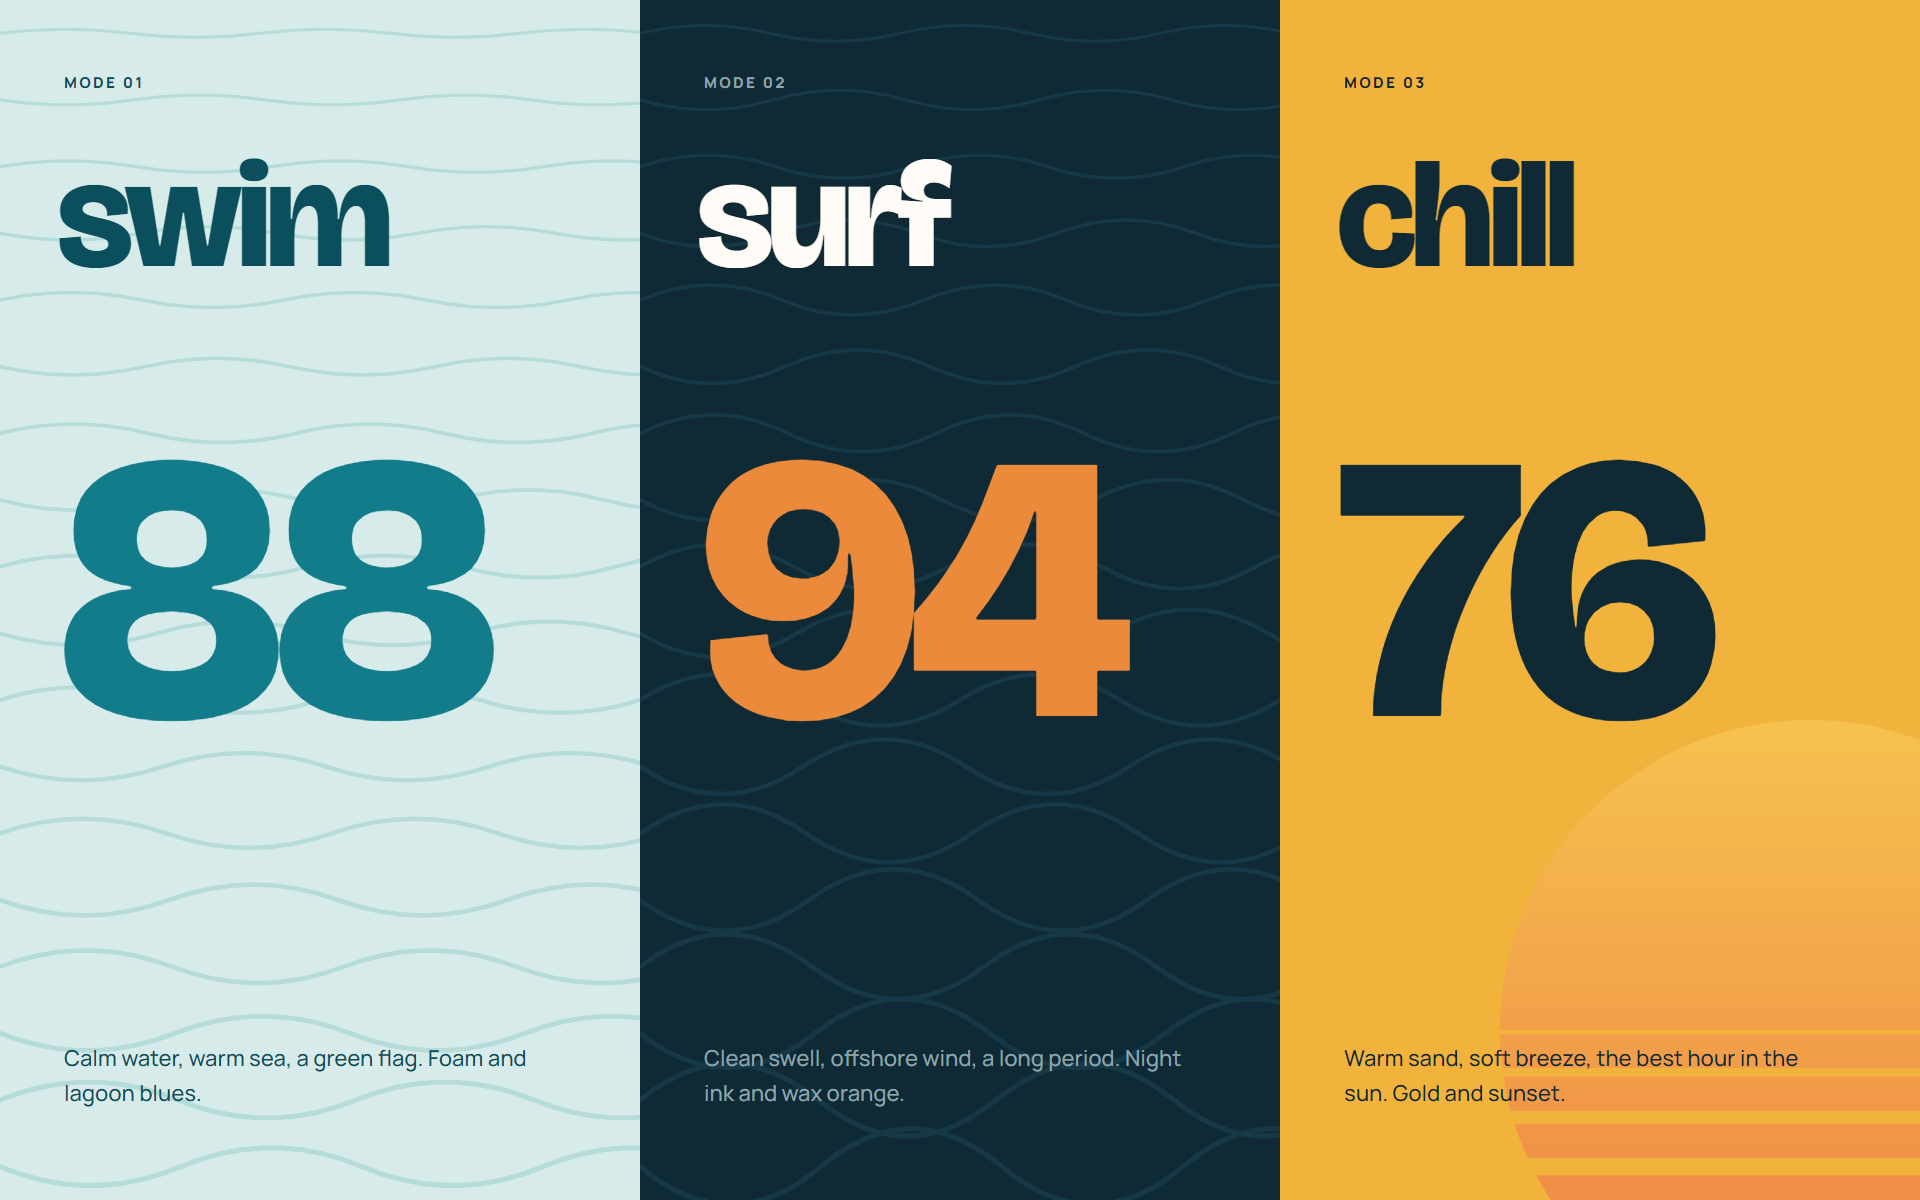 MODE 01
swim
88
Calm water, warm sea, a green flag. Foam and
lagoon blues.
MODE 02
surf
94
Clean swell, offshore wind, a long period. Night
ink and wax orange.
MODE 03
chill
76
Warm sand, soft breeze, the best hour in the
sun. Gold and sunset.